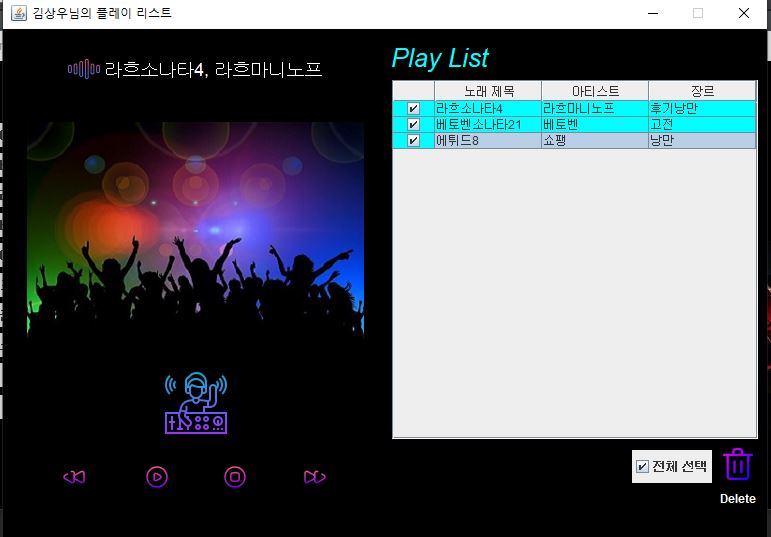 김상우님의 플레이 리스트
라흐소나타4, 라흐마니노프
Play List
노래 제목 아티스트 장르
라흐소나타4 라흐마니노프 후기낭만
베토벤소나타21 베토벤 고전
에튀드8 쇼팽 낭만
전체 선택
Delete